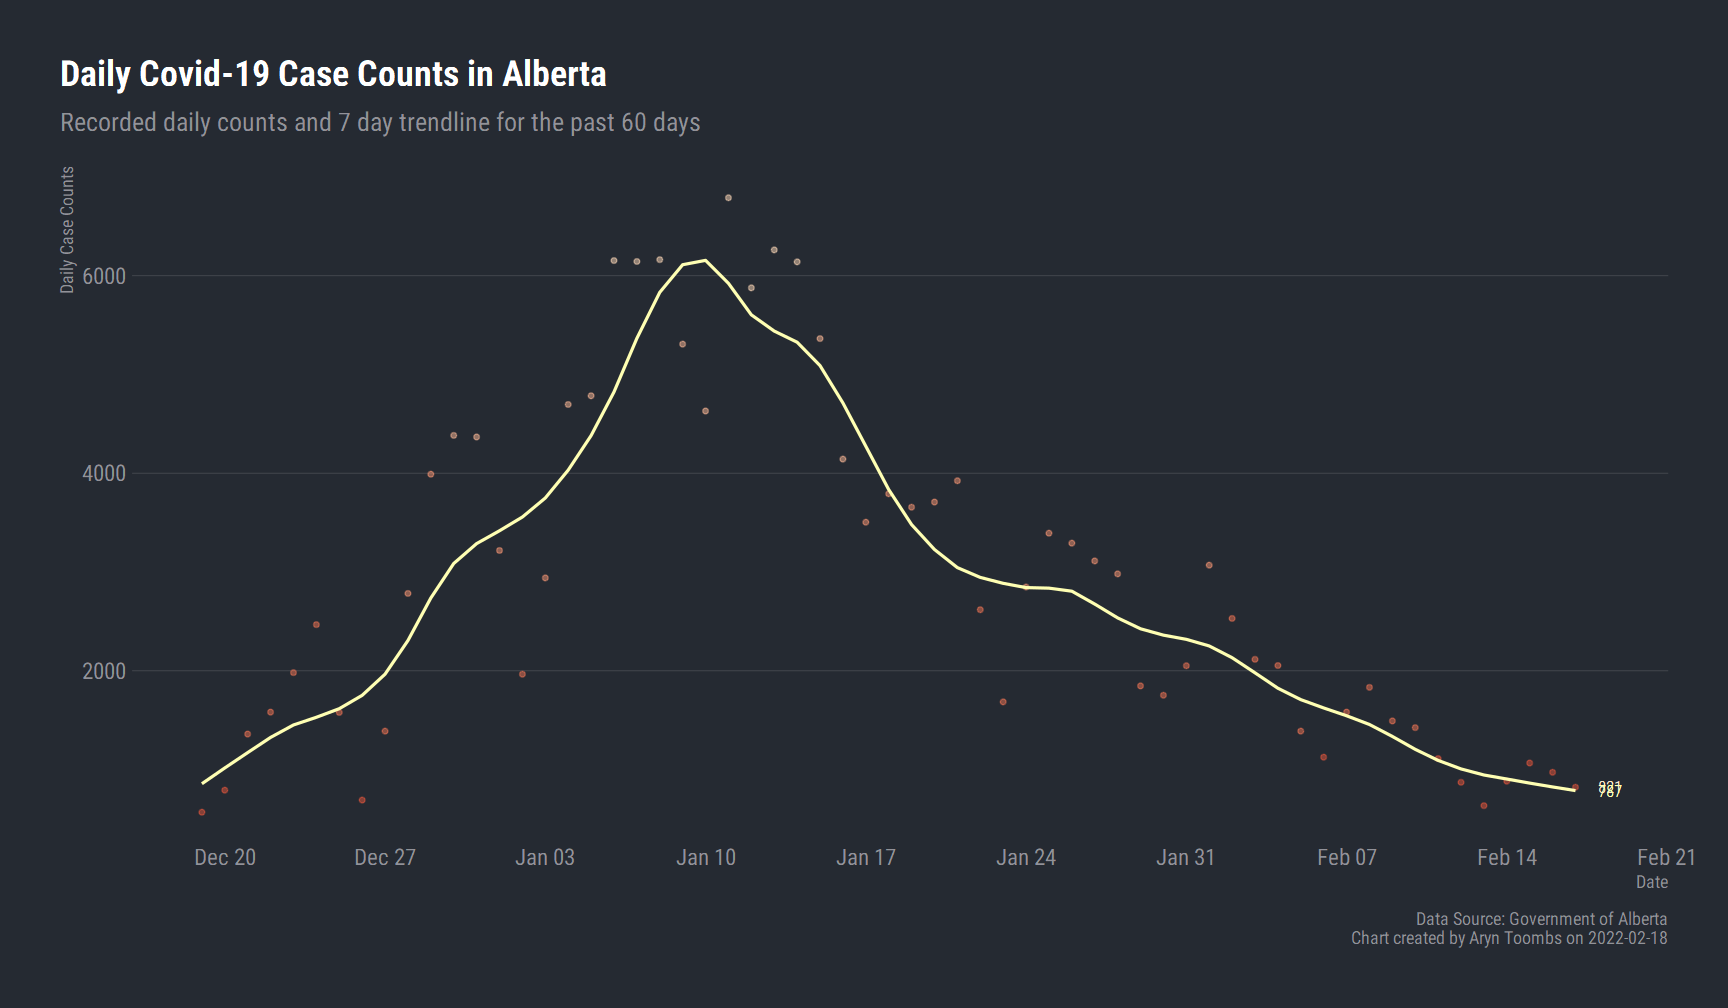 Daily Covid-19 Case Counts in Alberta
Recorded daily counts and 7 day trendline for the past 60 days
Daily Case Counts
6000
4000
2000
Dec 20 Dec 27 Jan 03 Jan 10 Jan 17 Jan 24 Jan 31 Feb 07 Feb 14 Feb 21
Date
Data Source: Government of Alberta
Chart created by Aryn Toombs on 2022-02-18